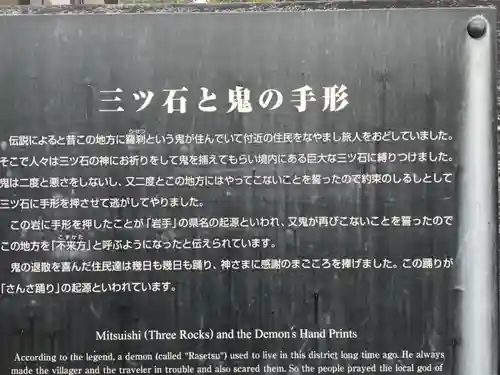 三ツ石と鬼の手形
伝説によると昔この地方に羅刹という鬼が住んでいて付近の住民をなやまし旅人をおどしていました。
そこで人々は三ツ石の神にお祈りをして鬼を捕えてもらい境内にある巨大な三ツ石に縛りつけました。
鬼は二度と悪さをしないし、又二度とこの地方にはやってこないことを誓ったので約束のしるしとして
三ツ石に手形を押させて逃がしてやりました。
この岩に手形を押したことが「岩手」の県名の起源といわれ、又鬼が再びこないことを誓ったので
この地方を「不来方」と呼ぶようになったと伝えられています。
鬼の退散を喜んだ住民達は幾日も幾日も踊り、神さまに感謝のまごころを捧げました。この踊りが
「さんさ踊り」の起源といわれています。
Mitsuishi (Three Rocks) and the Demon's Hand Prints
According to the legend, a demon (called "Rasetsu") used to live in this district long time ago. He always
made the villager and the traveler in trouble and also scared them. So the people prayed the local god of